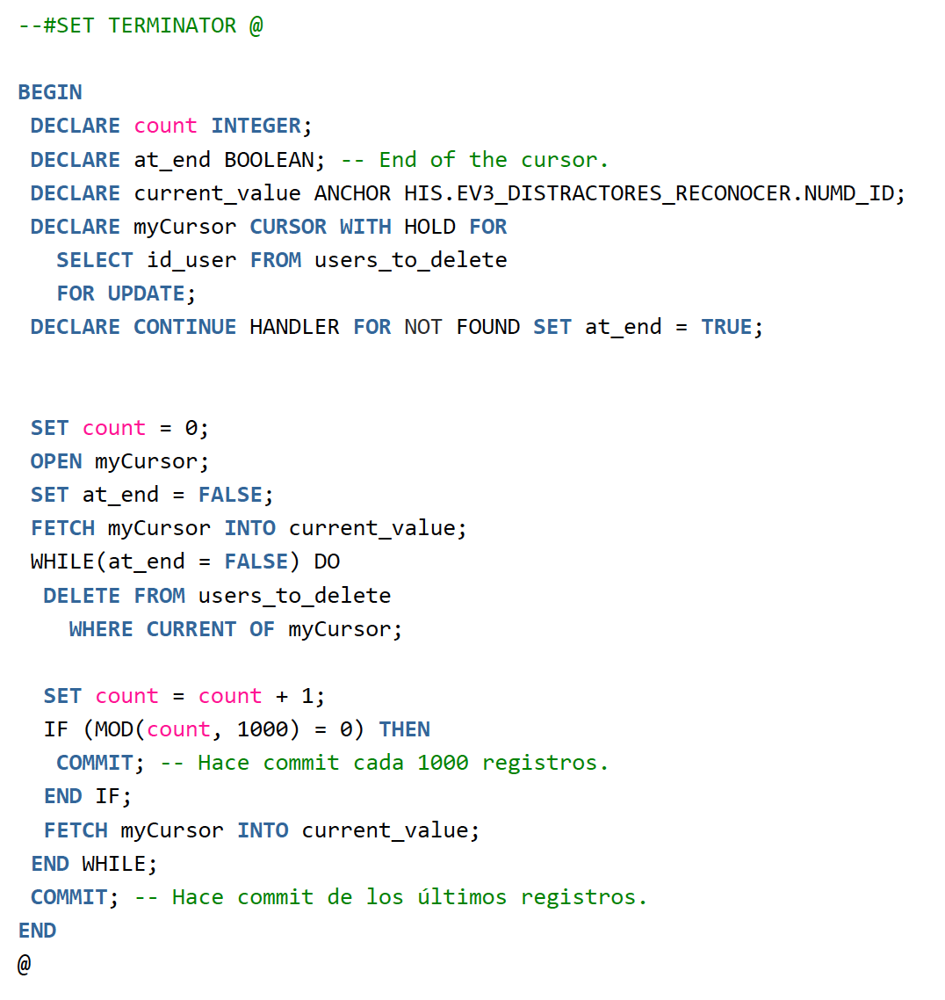 --#SET TERMINATOR @
BEGIN
DECLARE count INTEGER;
DECLARE at_end BOOLEAN; -- End of the cursor.
DECLARE current_value ANCHOR HIS.EV3_DISTRACTORES_RECONOCER.NUMD_ID;
DECLARE myCursor CURSOR WITH HOLD FOR
SELECT id_user FROM users_to_delete
FOR UPDATE;
DECLARE CONTINUE HANDLER FOR NOT FOUND SET at_end = TRUE;
SET count = 0;
OPEN myCursor;
SET at_end = FALSE;
FETCH myCursor INTO current_value;
WHILE(at_end = FALSE) DO
DELETE FROM users_to_delete
WHERE CURRENT OF myCursor;
SET count = count + 1;
IF (MOD(count, 1000) = 0) THEN
COMMIT; -- Hace commit cada 1000 registros.
END IF;
FETCH myCursor INTO current_value;
END WHILE;
COMMIT; -- Hace commit de los últimos registros.
END
@